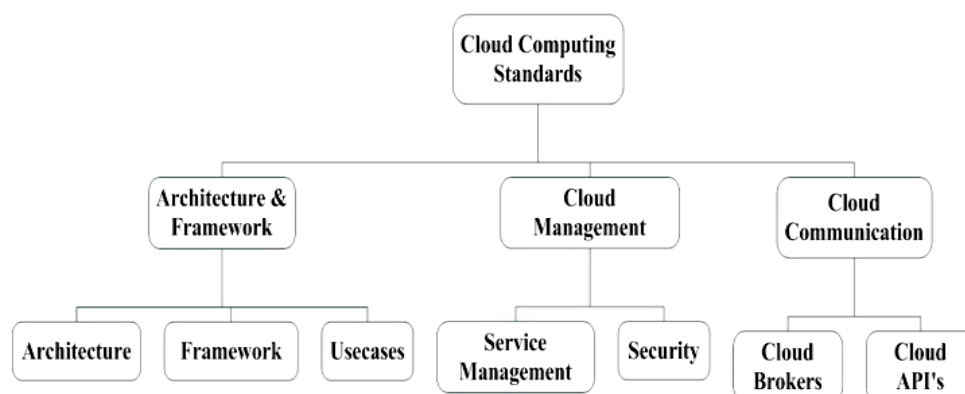 Cloud Computing
Standards
Architecture &
Framework
Cloud
Management
Cloud
Communication
Architecture
Framework
Usecases
Service
Management
Security
Cloud
Brokers
Cloud
API's